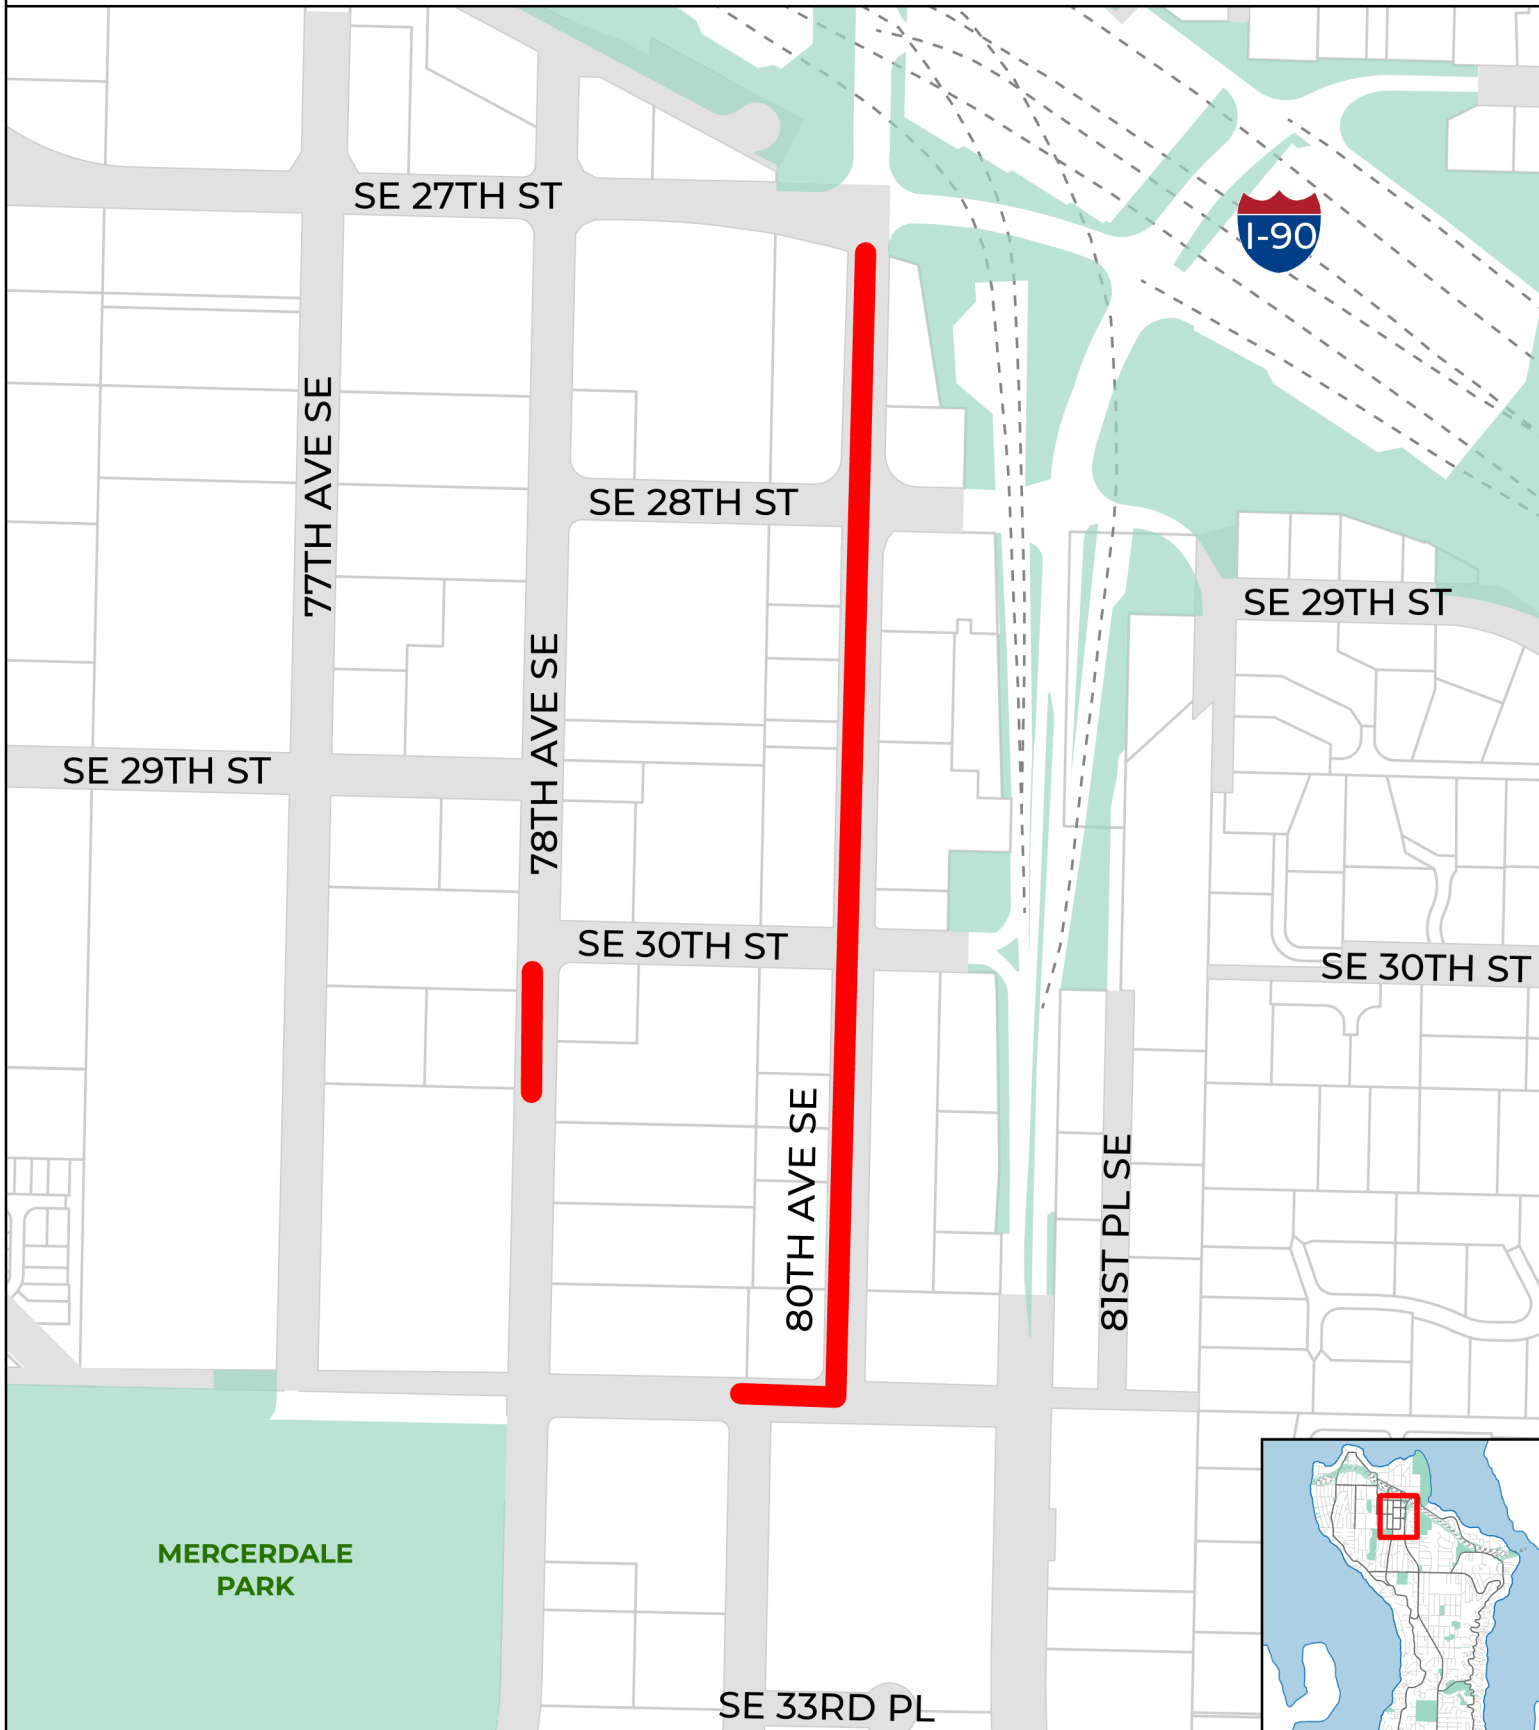 SE 27TH ST
I-90
77TH AVE SE
SE 28TH ST
SE 29TH ST
78TH AVE SE
SE 29TH ST
SE 30TH ST
SE 30TH ST
80TH AVE SE
81ST PL SE
MERCERDALE
PARK
SE 33RD PL